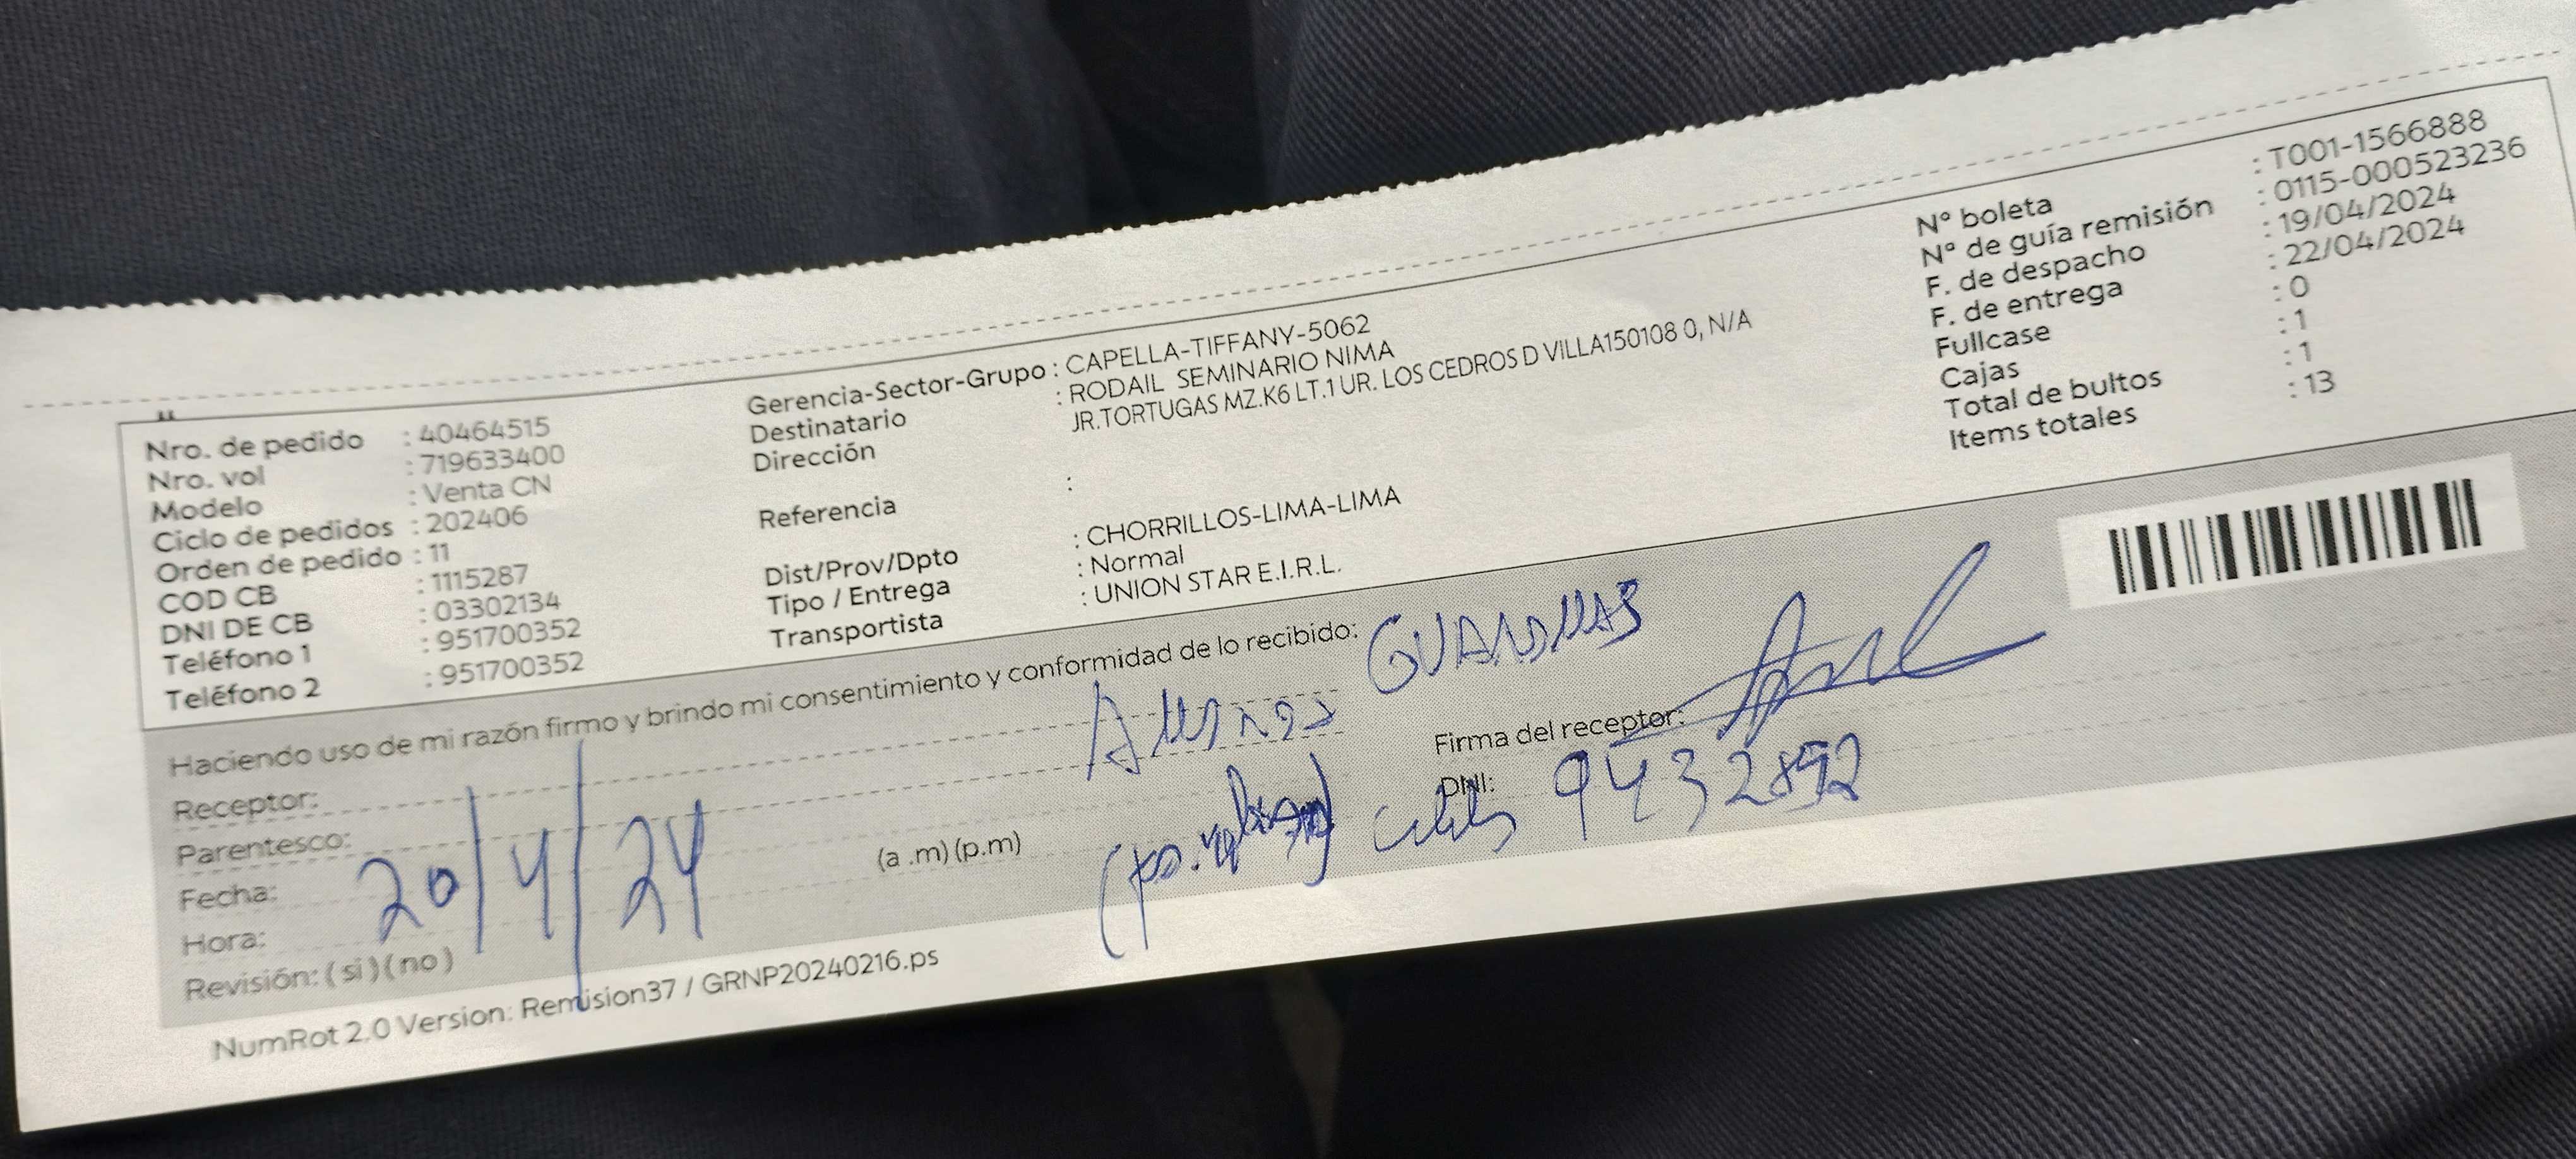 Nro. de pedido : 40464515
Nro. vol : 719633400
Modelo : Venta CN
Ciclo de pedidos : 202406
Orden de pedido : 11
COD CB : 1115287
DNI DE CB : 03302134
Teléfono 1 : 951700352
Teléfono 2 : 951700352
Gerencia-Sector-Grupo : CAPELLA-TIFFANY-5062
Destinatario : RODAIL SEMINARIO NIMA
Dirección JR.TORTUGAS MZ.K6 LT.1 UR. LOS CEDROS D VILLA150108 0, N/A
Referencia :
Dist/Prov/Dpto : CHORRILLOS-LIMA-LIMA
Tipo / Entrega : Normal
Transportista : UNION STAR E.I.R.L.
N° boleta : T001-1566888
N° de guía remisión : 0115-000523236
F. de despacho : 19/04/2024
F. de entrega : 22/04/2024
Fullcase : 0
Cajas : 1
Total de bultos : 1
Items totales : 13
Haciendo uso de mi razón firmo y brindo mi consentimiento y conformidad de lo recibido:
Receptor:
Parentesco:
Fecha: 20/4/24
Hora: (a .m) (p.m)
Revisión: ( si ) ( no )
Firma del receptor:
DNI: 9432892
NumRot 2.0 Version: Remision37 / GRNP20240216.ps